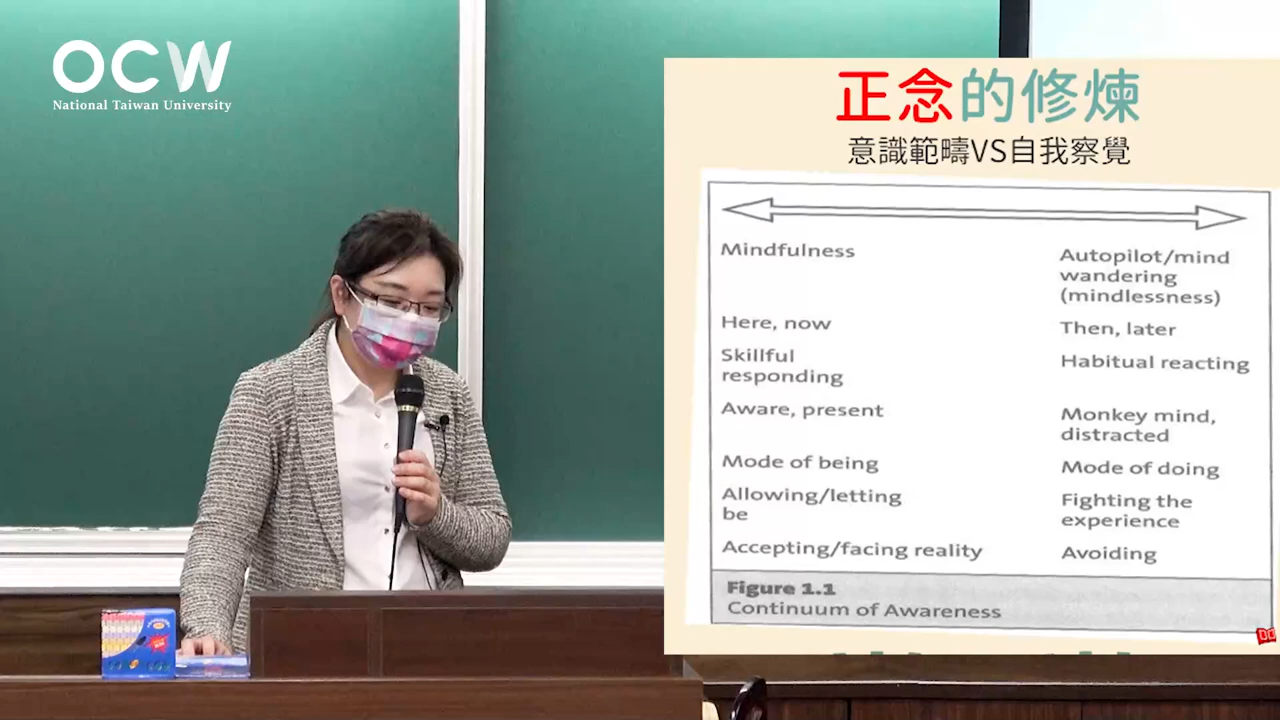 OCW
National Taiwan University
正念的修煉
意識範疇VS自我察覺
Mindfulness
Autopilot/mind
wandering
(mindlessness)
Here, now
Then, later
Skillful
responding
Habitual reacting
Aware, present
Monkey mind,
distracted
Mode of being
Mode of doing
Allowing/letting
be
Fighting the
experience
Accepting/facing reality
Avoiding
Figure 1.1
Continuum of Awareness